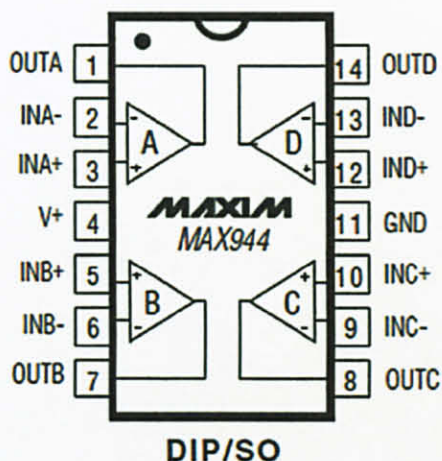 OUTA 1 14 OUTD
INA- 2 - - 13 IND-
A D
INA+ 3 + + 12 IND+
V+ 4 MAXIM 11 GND
MAX944
INB+ 5 + + 10 INC+
B C
INB- 6 - - 9 INC-
OUTB 7 8 OUTC
DIP/SO